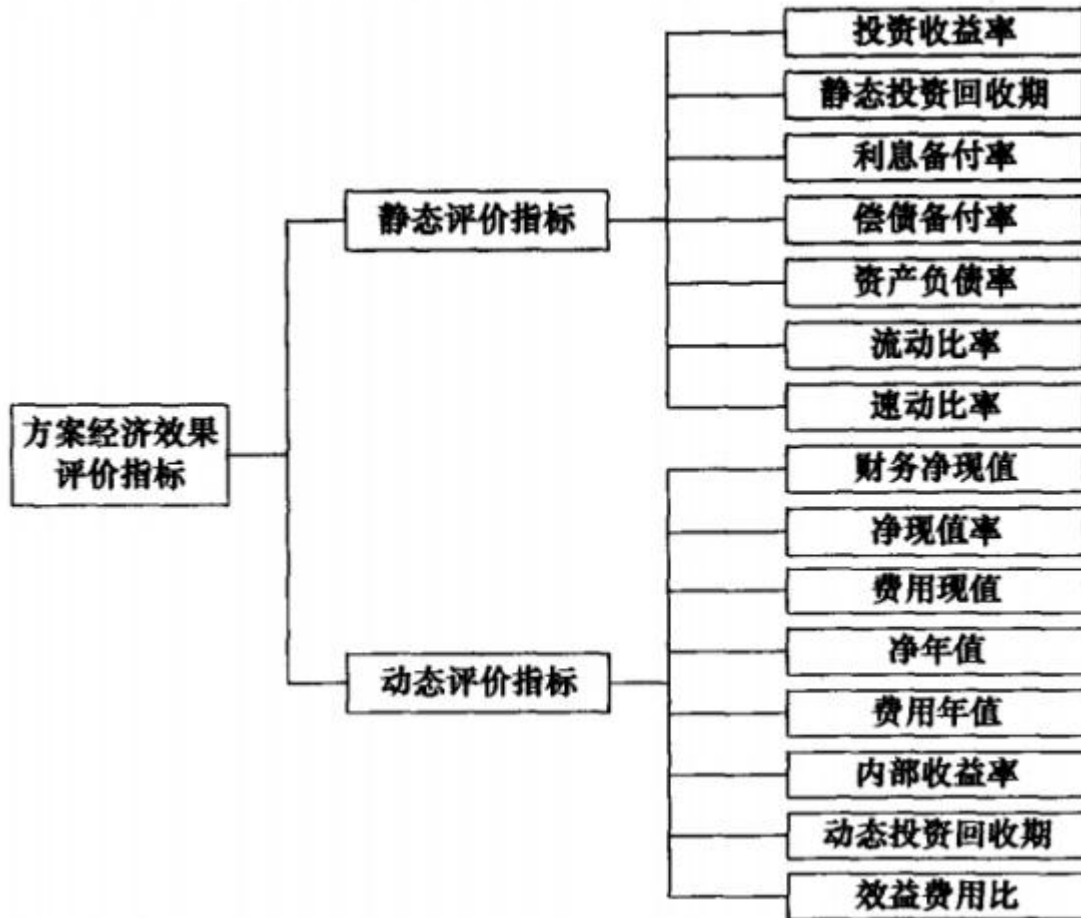 投资收益率
静态投资回收期
利息备付率
静态评价指标
偿债备付率
资产负债率
流动比率
速动比率
方案经济效果
评价指标
财务净现值
净现值率
费用现值
净年值
动态评价指标
费用年值
内部收益率
动态投资回收期
效益费用比